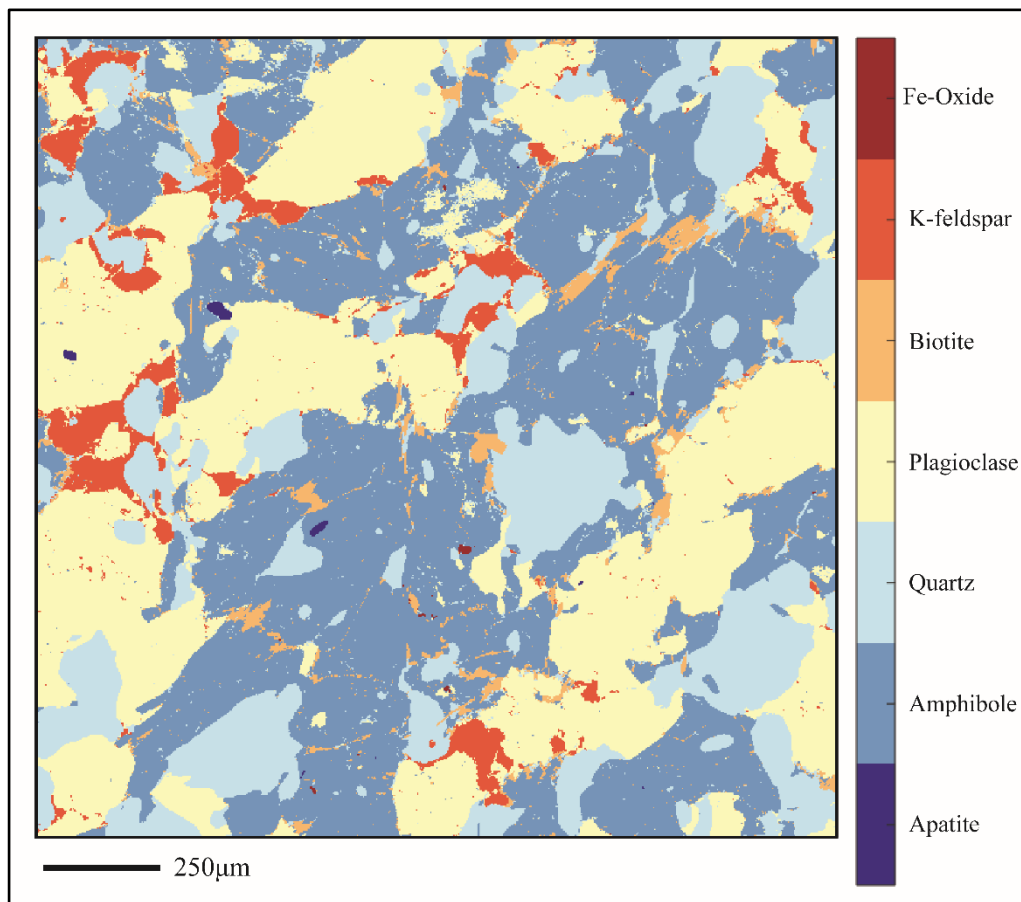 Fe-Oxide
K-feldspar
Biotite
Plagioclase
Quartz
Amphibole
Apatite
250μm